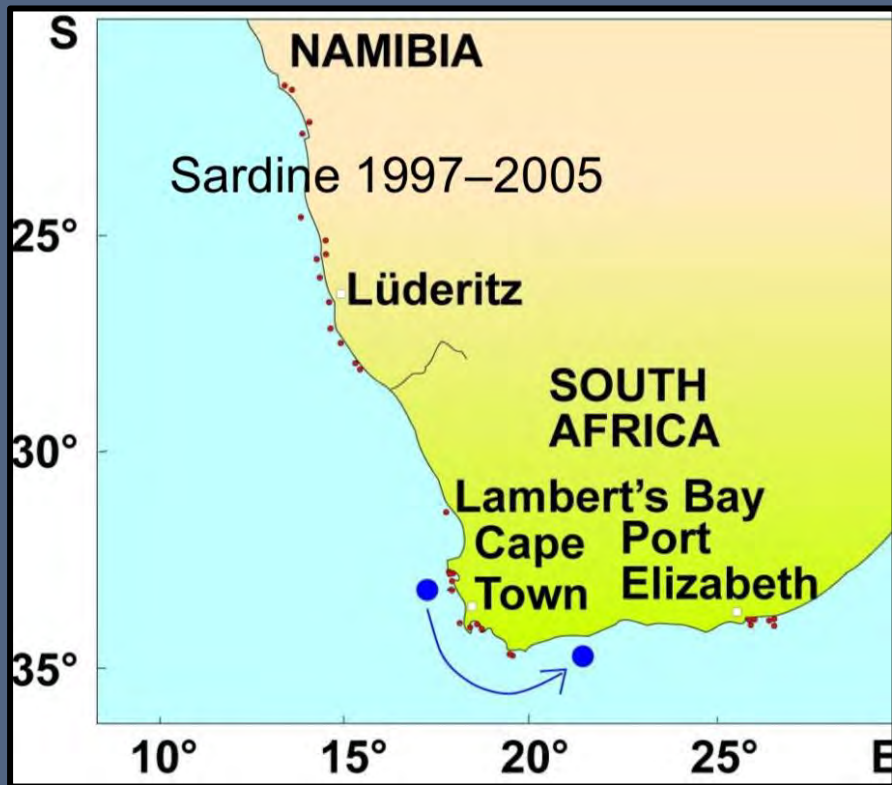 S
NAMIBIA
Sardine 1997–2005
25°
Lüderitz
SOUTH
AFRICA
30°
Lambert's Bay
Cape
Town
Port
Elizabeth
35°
10° 15° 20° 25° E